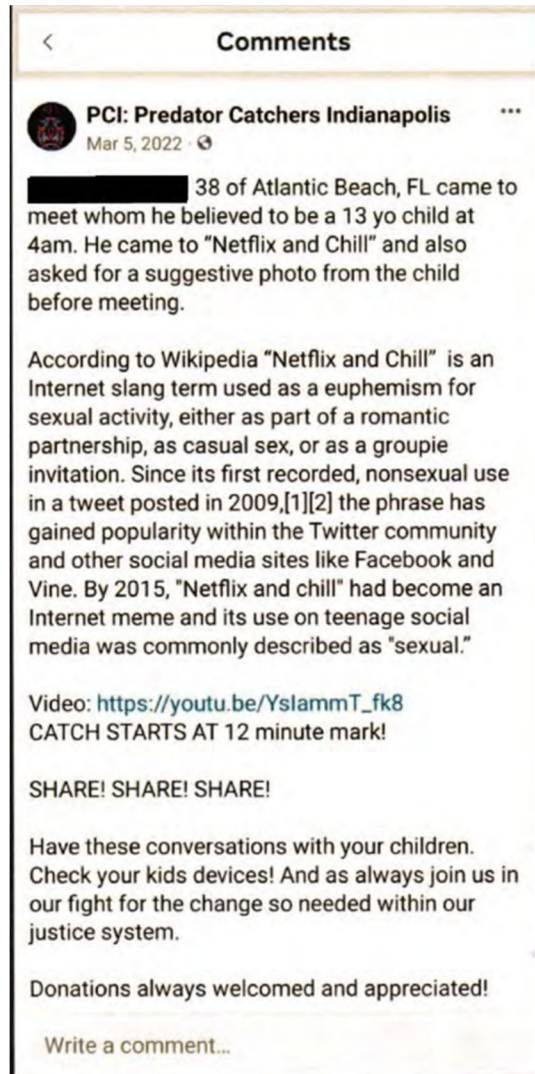 Comments
PCI: Predator Catchers Indianapolis
Mar 5, 2022
38 of Atlantic Beach, FL came to
meet whom he believed to be a 13 yo child at
4am. He came to “Netflix and Chill” and also
asked for a suggestive photo from the child
before meeting.
According to Wikipedia “Netflix and Chill” is an
Internet slang term used as a euphemism for
sexual activity, either as part of a romantic
partnership, as casual sex, or as a groupie
invitation. Since its first recorded, nonsexual use
in a tweet posted in 2009,[1][2] the phrase has
gained popularity within the Twitter community
and other social media sites like Facebook and
Vine. By 2015, "Netflix and chill" had become an
Internet meme and its use on teenage social
media was commonly described as "sexual.”
Video: https://youtu.be/YslammT_fk8
CATCH STARTS AT 12 minute mark!
SHARE! SHARE! SHARE!
Have these conversations with your children.
Check your kids devices! And as always join us in
our fight for the change so needed within our
justice system.
Donations always welcomed and appreciated!
Write a comment...